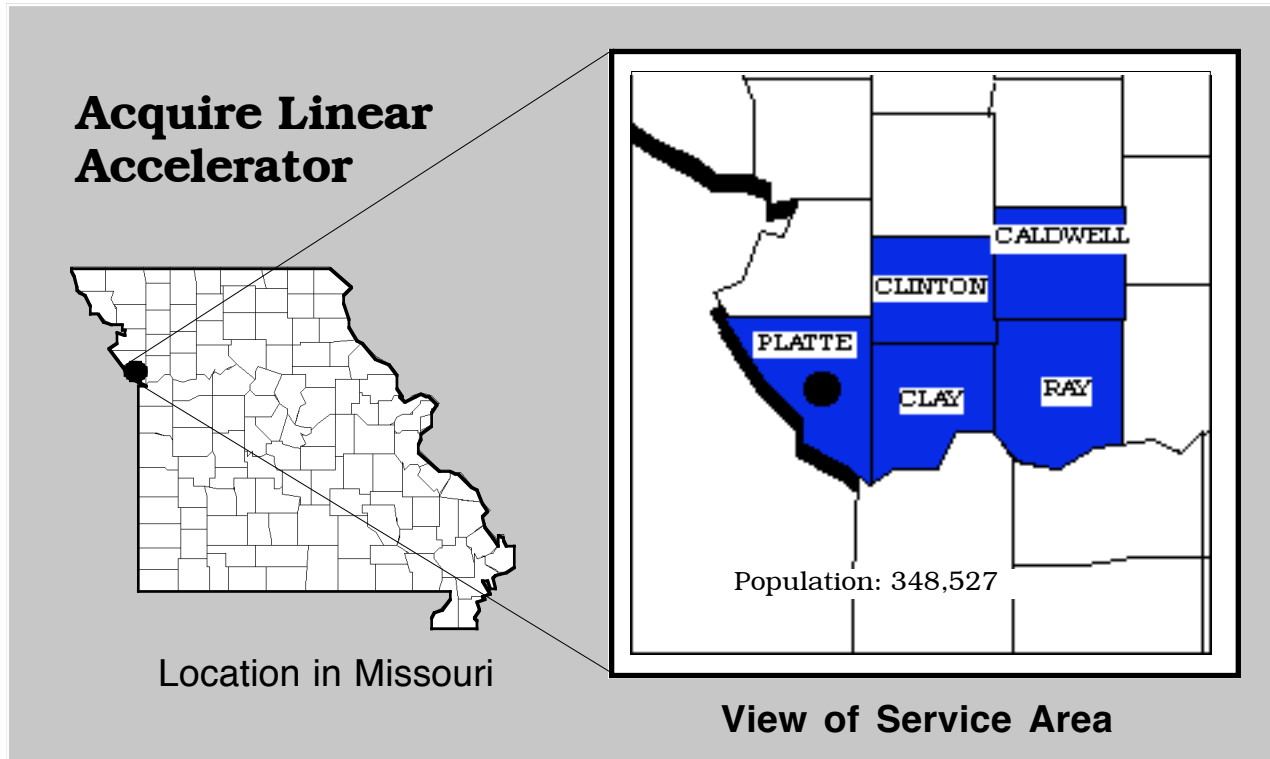 Acquire Linear
Accelerator
CALDWELL
CLINTON
PLATTE
CLAY
RAY
Population: 348,527
Location in Missouri
View of Service Area